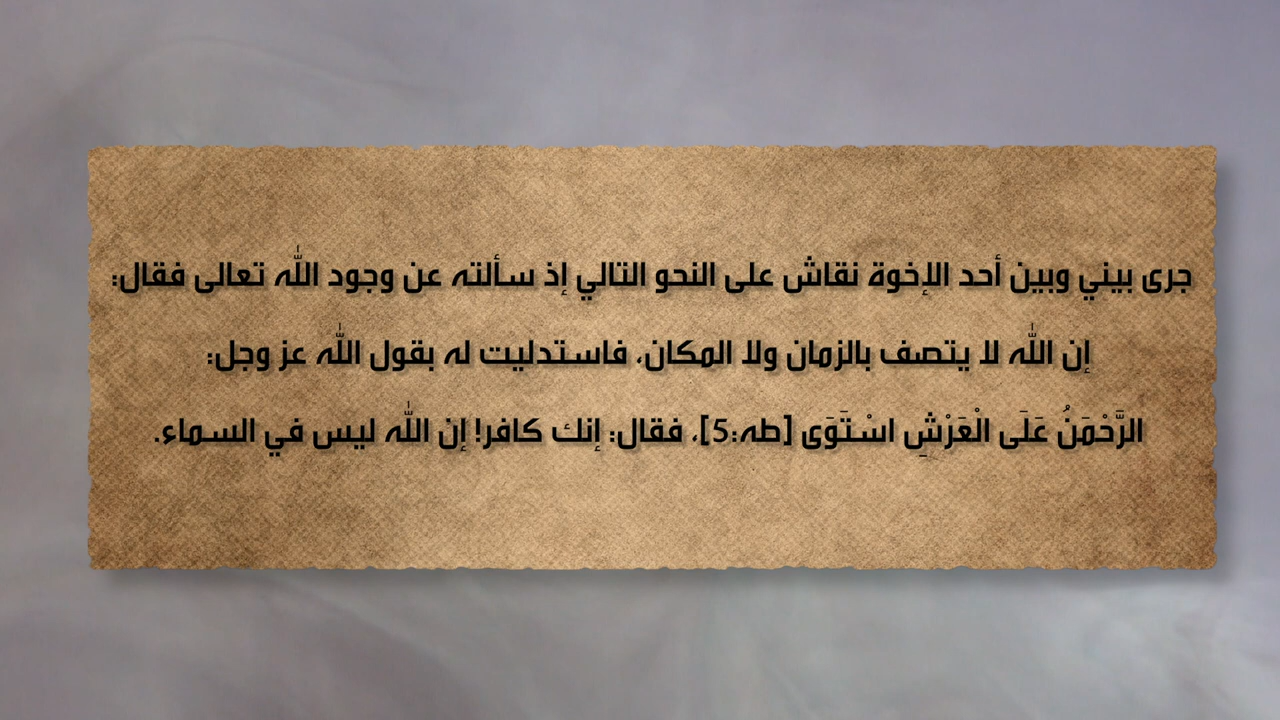 جرى بيني وبين أحد الإخوة نقاش على النحو التالي إذ سألته عن وجود الله تعالى فقال:
إن الله لا يتصف بالزمان ولا المكان، فاستدليت له بقول الله عز وجل:
الرَّحْمَنُ عَلَى الْعَرْشِ اسْتَوَى [طه:5]، فقال: إنك كافر! إن الله ليس في السماء.